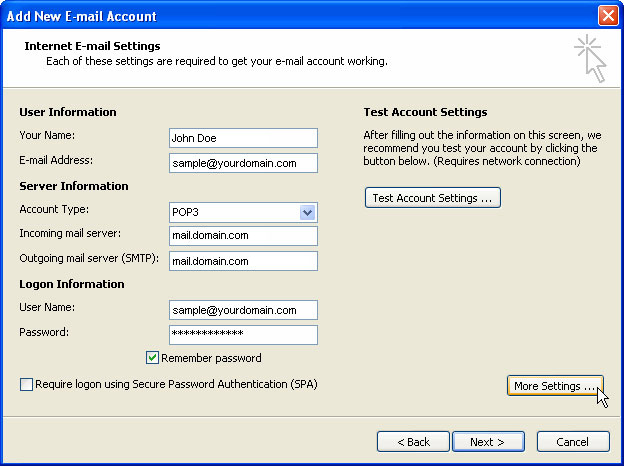 Add New E-mail Account
Internet E-mail Settings
Each of these settings are required to get your e-mail account working.
User Information
Your Name: John Doe
E-mail Address: sample@yourdomain.com
Server Information
Account Type: POP3
Incoming mail server: mail.domain.com
Outgoing mail server (SMTP): mail.domain.com
Logon Information
User Name: sample@yourdomain.com
Password: ************
Remember password
Require logon using Secure Password Authentication (SPA)
Test Account Settings
After filling out the information on this screen, we
recommend you test your account by clicking the
button below. (Requires network connection)
Test Account Settings ...
More Settings ...
< Back
Next >
Cancel